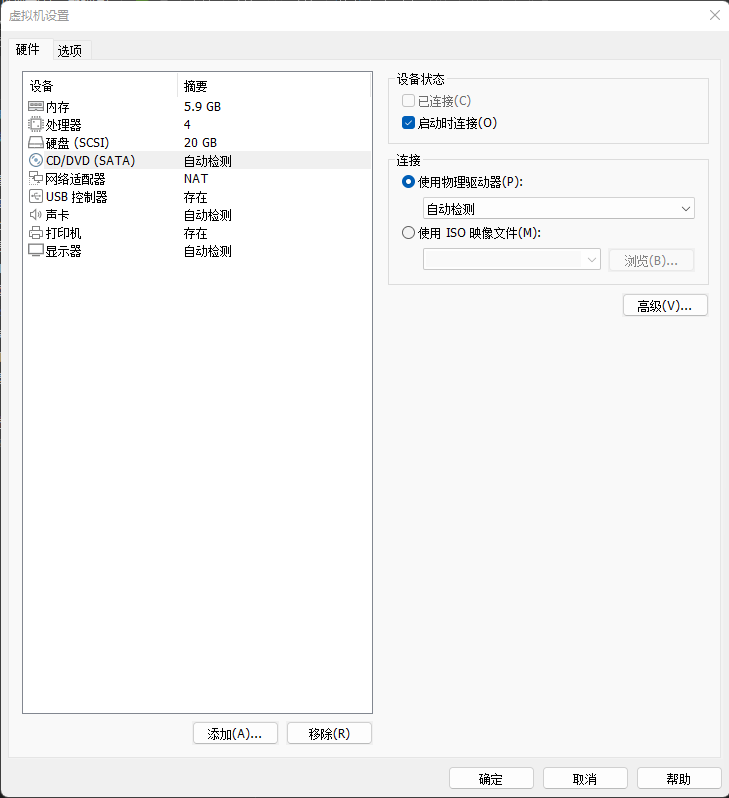 虚拟机设置
硬件 选项
设备 摘要
内存 5.9 GB
处理器 4
硬盘 (SCSI) 20 GB
CD/DVD (SATA) 自动检测
网络适配器 NAT
USB 控制器 存在
声卡 自动检测
打印机 存在
显示器 自动检测
添加(A)... 移除(R)
设备状态
已连接(C)
启动时连接(O)
连接
使用物理驱动器(P):
自动检测
使用 ISO 映像文件(M):
浏览(B)...
高级(V)...
确定 取消 帮助